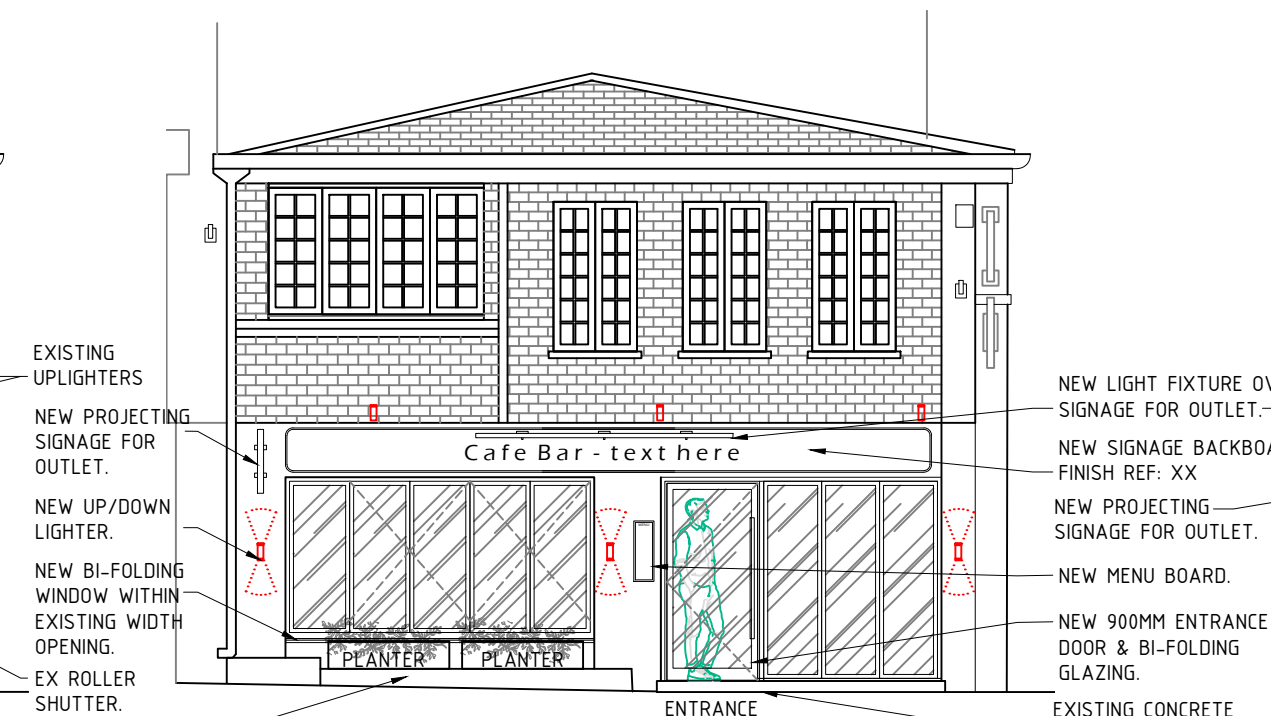 EXISTING
UPLIGHTERS
NEW PROJECTING
SIGNAGE FOR
OUTLET.
NEW UP/DOWN
LIGHTER.
NEW BI-FOLDING
WINDOW WITHIN
EXISTING WIDTH
OPENING.
EX ROLLER
SHUTTER.
Cafe Bar - text here
PLANTER
PLANTER
ENTRANCE
NEW LIGHT FIXTURE OV
SIGNAGE FOR OUTLET.
NEW SIGNAGE BACKBOA
FINISH REF: XX
NEW PROJECTING
SIGNAGE FOR OUTLET.
NEW MENU BOARD.
NEW 900MM ENTRANCE
DOOR & BI-FOLDING
GLAZING.
EXISTING CONCRETE